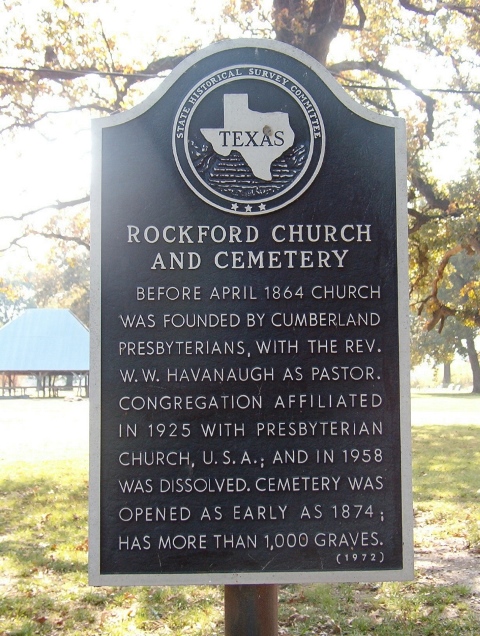 STATE HISTORICAL SURVEY COMMITTEE
TEXAS
ROCKFORD CHURCH
AND CEMETERY
BEFORE APRIL 1864 CHURCH
WAS FOUNDED BY CUMBERLAND
PRESBYTERIANS, WITH THE REV.
W. W. HAVANAUGH AS PASTOR.
CONGREGATION AFFILIATED
IN 1925 WITH PRESBYTERIAN
CHURCH, U. S. A.; AND IN 1958
WAS DISSOLVED. CEMETERY WAS
OPENED AS EARLY AS 1874;
HAS MORE THAN 1,000 GRAVES.
(1972)